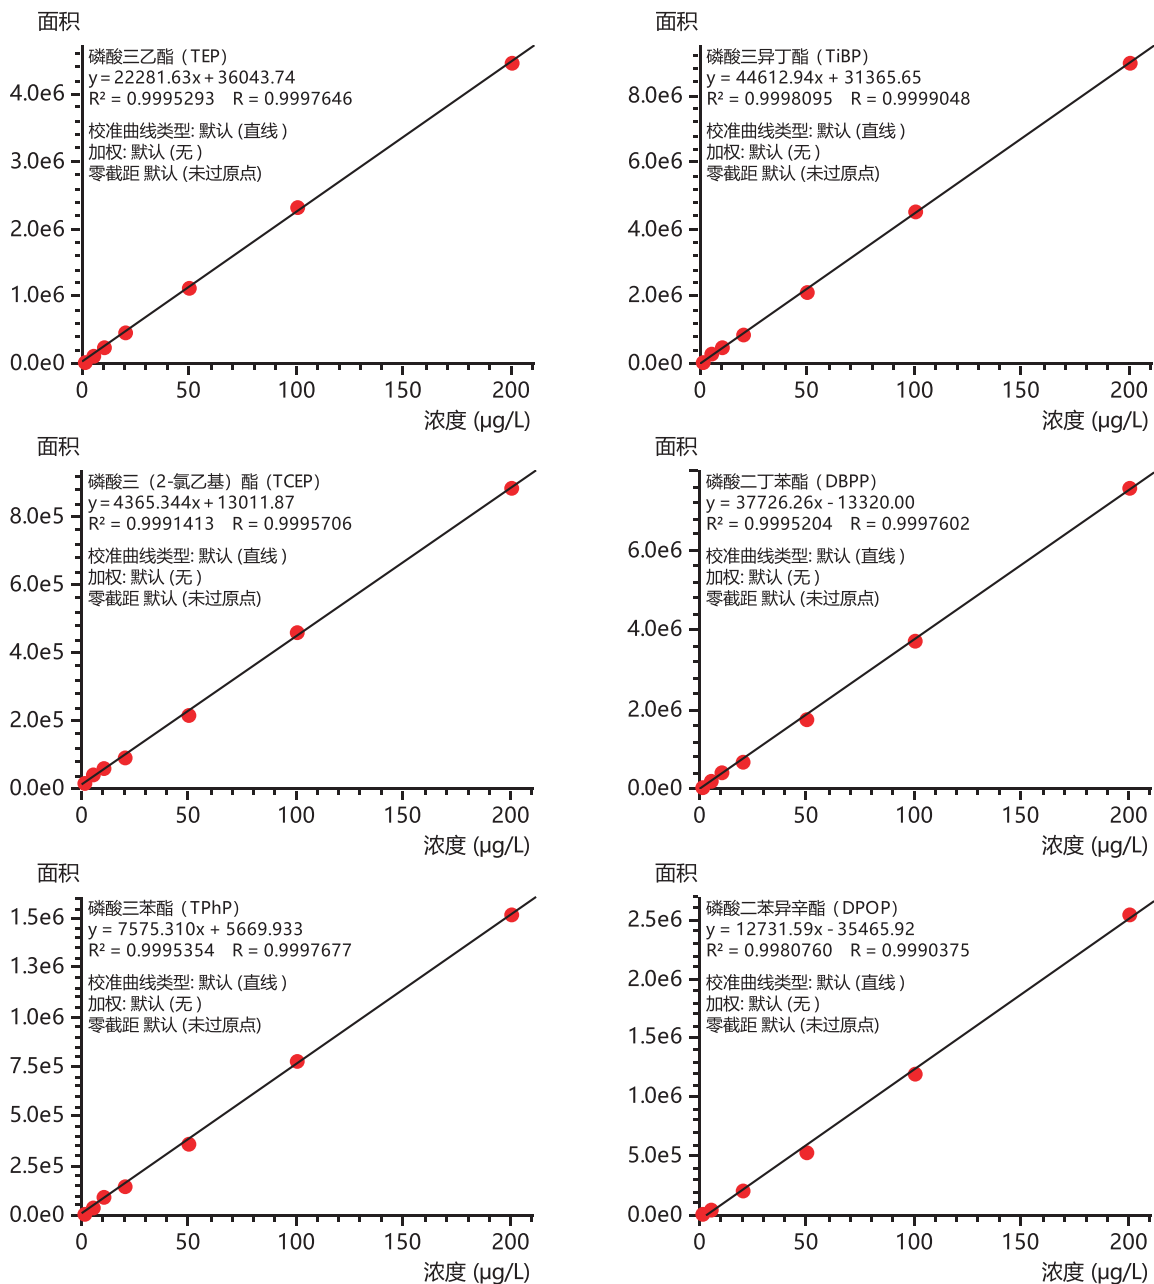 面积
磷酸三乙酯 (TEP)
y = 22281.63x + 36043.74
R² = 0.9995293 R = 0.9997646
校准曲线类型: 默认 (直线 )
加权: 默认 (无 )
零截距 默认 (未过原点)
4.0e6
3.0e6
2.0e6
1.0e6
0.0e0
0 50 100 150 200
浓度 (µg/L)
面积
磷酸三异丁酯 (TiBP)
y = 44612.94x + 31365.65
R² = 0.9998095 R = 0.9999048
校准曲线类型: 默认 (直线 )
加权: 默认 (无 )
零截距 默认 (未过原点)
8.0e6
6.0e6
4.0e6
2.0e6
0.0e0
0 50 100 150 200
浓度 (µg/L)
面积
磷酸三（2-氯乙基）酯 (TCEP)
y = 4365.344x + 13011.87
R² = 0.9991413 R = 0.9995706
校准曲线类型: 默认 (直线 )
加权: 默认 (无 )
零截距 默认 (未过原点)
8.0e5
6.0e5
4.0e5
2.0e5
0.0e0
0 50 100 150 200
浓度 (µg/L)
面积
磷酸二丁苯酯 (DBPP)
y = 37726.26x - 13320.00
R² = 0.9995204 R = 0.9997602
校准曲线类型: 默认 (直线 )
加权: 默认 (无 )
零截距 默认 (未过原点)
6.0e6
4.0e6
2.0e6
0.0e0
0 50 100 150 200
浓度 (µg/L)
面积
磷酸三苯酯 (TPhP)
y = 7575.310x + 5669.933
R² = 0.9995354 R = 0.9997677
校准曲线类型: 默认 (直线 )
加权: 默认 (无 )
零截距 默认 (未过原点)
1.5e6
1.3e6
1.0e6
7.5e5
5.0e5
2.5e5
0.0e0
0 50 100 150 200
浓度 (µg/L)
面积
磷酸二苯异辛酯 (DPOP)
y = 12731.59x - 35465.92
R² = 0.9980760 R = 0.9990375
校准曲线类型: 默认 (直线 )
加权: 默认 (无 )
零截距 默认 (未过原点)
2.5e6
2.0e6
1.5e6
1.0e6
5.0e5
0.0e0
0 50 100 150 200
浓度 (µg/L)